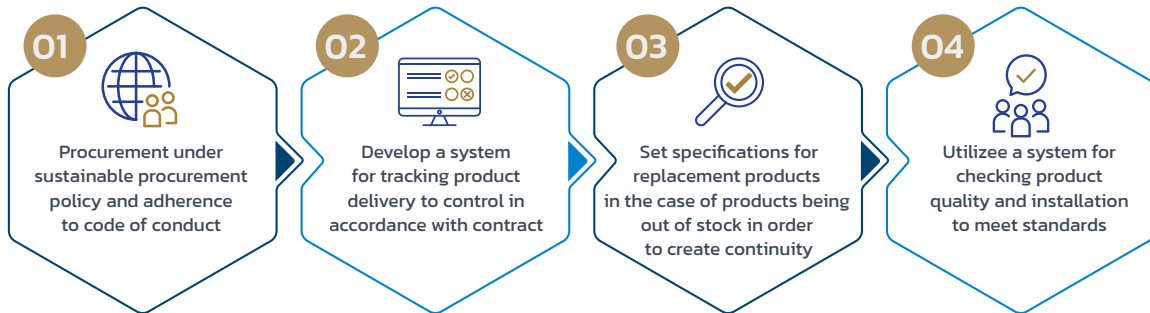 01
Procurement under
sustainable procurement
policy and adherence
to code of conduct
02
Develop a system
for tracking product
delivery to control in
accordance with contract
03
Set specifications for
replacement products
in the case of products being
out of stock in order
to create continuity
04
Utilizee a system for
checking product
quality and installation
to meet standards